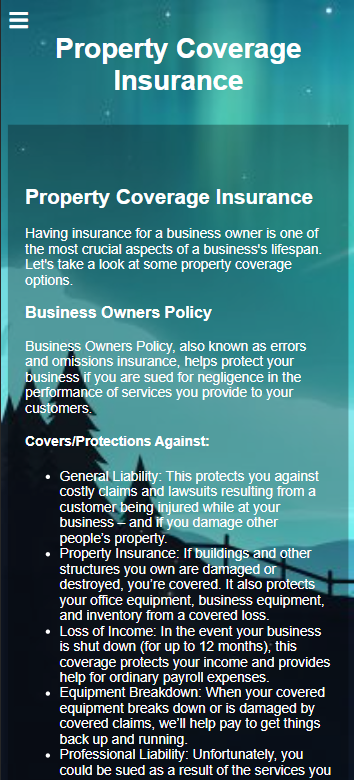 Property Coverage
Insurance
Property Coverage Insurance
Having insurance for a business owner is one of
the most crucial aspects of a business's lifespan.
Let's take a look at some property coverage
options.
Business Owners Policy
Business Owners Policy, also known as errors
and omissions insurance, helps protect your
business if you are sued for negligence in the
performance of services you provide to your
customers.
Covers/Protections Against:
• General Liability: This protects you against
costly claims and lawsuits resulting from a
customer being injured while at your
business – and if you damage other
people’s property.
• Property Insurance: If buildings and other
structures you own are damaged or
destroyed, you’re covered. It also protects
your office equipment, business equipment,
and inventory from a covered loss.
• Loss of Income: In the event your business
is shut down (for up to 12 months), this
coverage protects your income and provides
help for ordinary payroll expenses.
• Equipment Breakdown: When your covered
equipment breaks down or is damaged by
covered claims, we’ll help pay to get things
back up and running.
• Professional Liability: Unfortunately, you
could be sued as a result of the services you